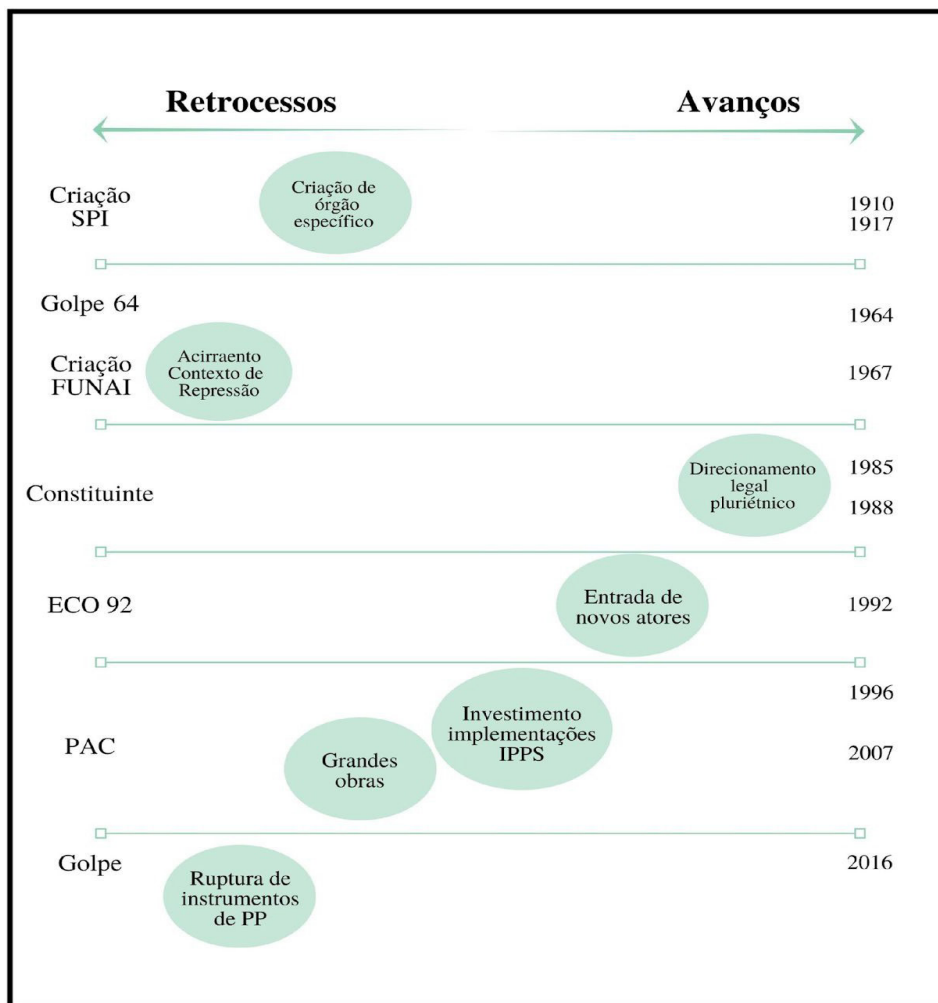 Retrocessos
Avanços
Criação
SPI
Criação de
órgão
específico
1910
1917
Golpe 64
1964
Criação
FUNAI
Acirraento
Contexto de
Repressão
1967
Constituinte
Direcionamento
legal
pluriétnico
1985
1988
ECO 92
Entrada de
novos atores
1992
PAC
Grandes
obras
Investimento
implementações
IPPS
1996
2007
Golpe
Ruptura de
instrumentos
de PP
2016